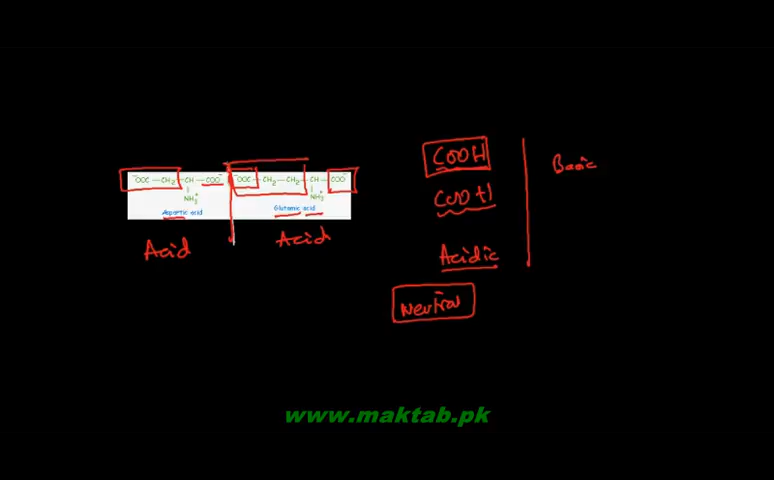 ⁻OOC — CH₂ — CH — COO⁻
NH₃⁺
Aspartic acid
⁻OOC — CH₂ — CH₂ — CH — COO⁻
NH₃⁺
Glutamic acid
Acid
Acid
COOH
COOH
Acidic
Neutral
Basic
www.maktab.pk